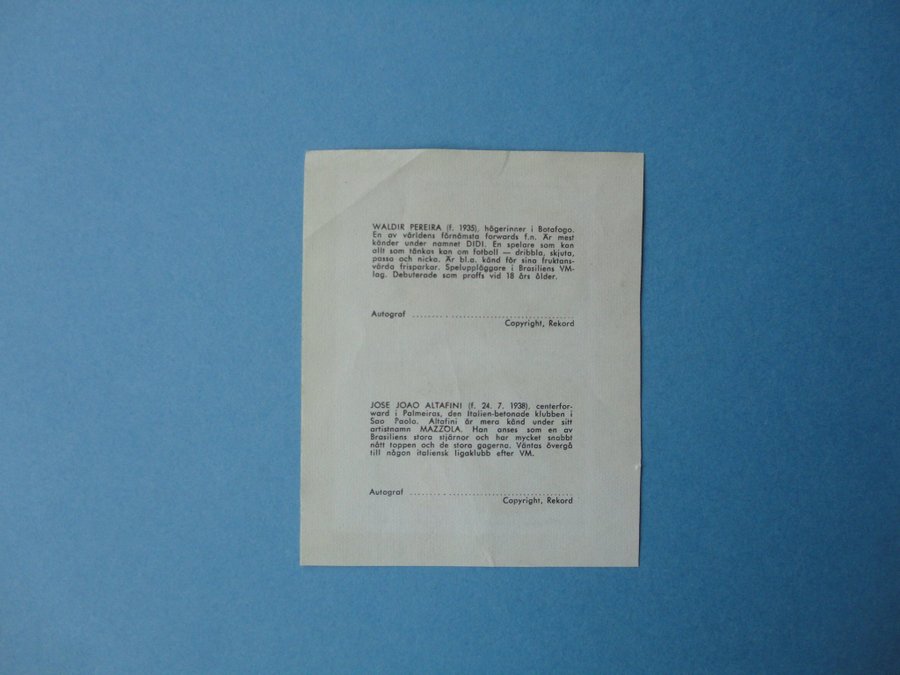 WALDIR PEREIRA (f. 1935), högerinner i Botafogo.
En av världens förnämsta forwards f.n. Är mest
känder under namnet DIDI. En spelare som kan
allt som tänkas kan om fotboll — dribbla, skjuta,
passa och nicka. Är bl.a. känd för sina fruktans-
värda frisparkar. Speluppläggare i Brasiliens VM-
lag. Debuterade som proffs vid 18 års ålder.
Autograf ........................................
Copyright, Rekord
JOSE JOAO ALTAFINI (f. 24. 7. 1938), centerfor-
ward i Palmeiras, den Italien-betonade klubben i
Sao Paolo. Altafini är mera känd under sitt
artistnamn MAZZOLA. Han anses som en av
Brasiliens stora stjärnor och har mycket snabbt
nått toppen och de stora gagerna. Väntas övergå
till någon italiensk ligaklubb efter VM.
Autograf ........................................
Copyright, Rekord